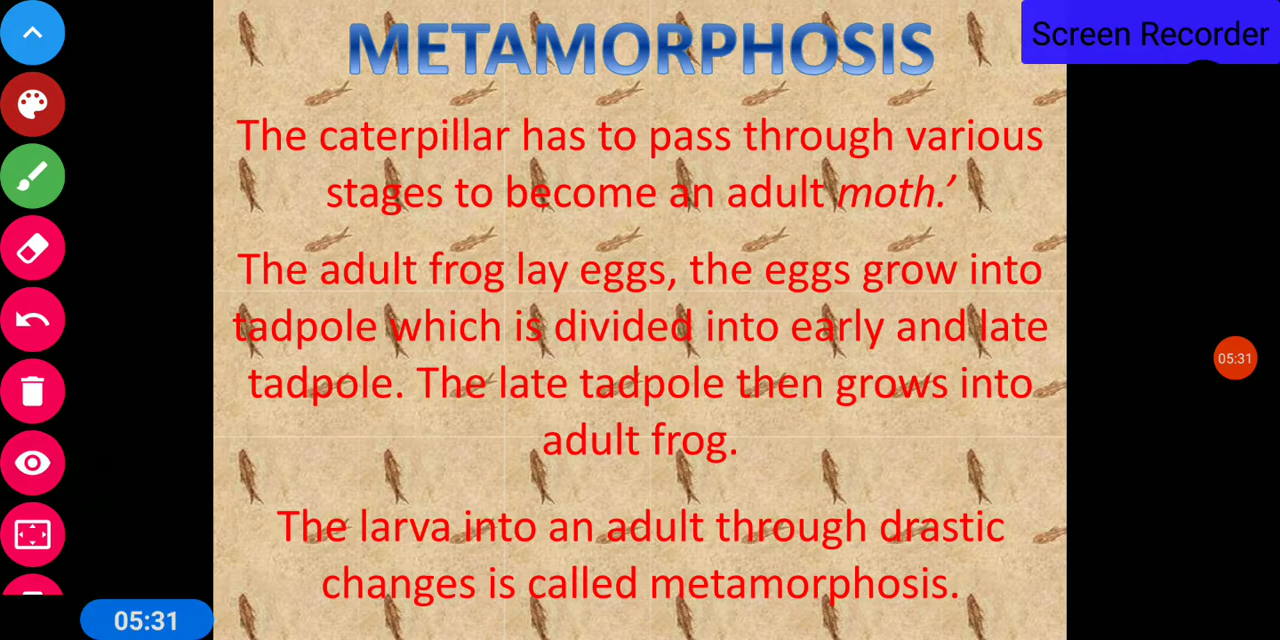 METAMORPHOSIS
Screen Recorder
The caterpillar has to pass through various
stages to become an adult moth.’
The adult frog lay eggs, the eggs grow into
tadpole which is divided into early and late
tadpole. The late tadpole then grows into
adult frog.
05:31
The larva into an adult through drastic
changes is called metamorphosis.
05:31